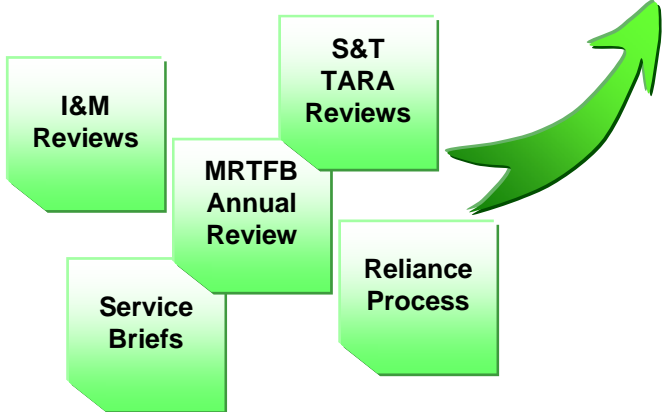 S&T
TARA
Reviews
I&M
Reviews
MRTFB
Annual
Review
Reliance
Process
Service
Briefs